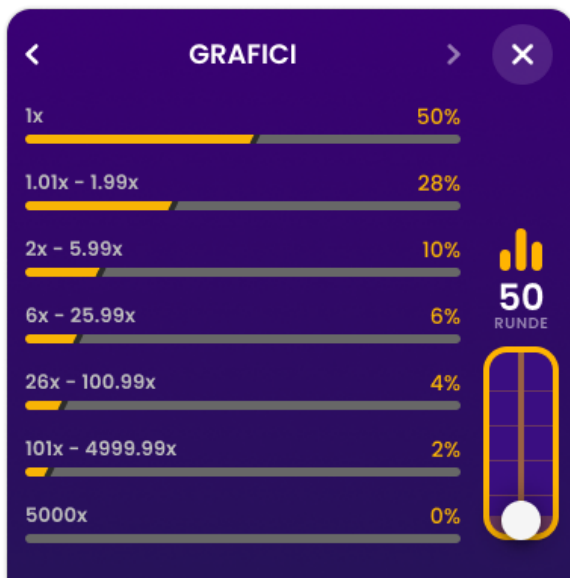 GRAFICI
1x 50%
1.01x - 1.99x 28%
2x - 5.99x 10%
6x - 25.99x 6%
26x - 100.99x 4%
101x - 4999.99x 2%
5000x 0%
50
RUNDE